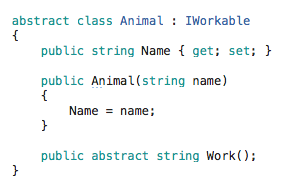 abstract class Animal : IWorkable
{
    public string Name { get; set; }

    public Animal(string name)
    {
        Name = name;
    }

    public abstract string Work();
}